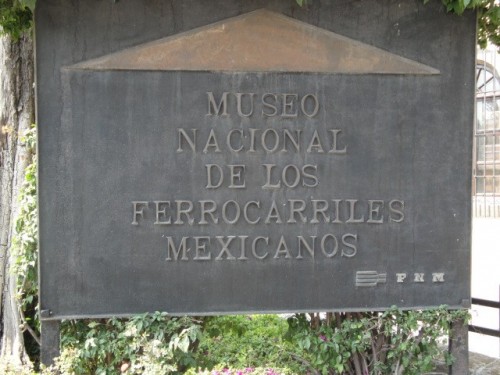 MUSEO
NACIONAL
DE LOS
FERROCARRILES
MEXICANOS
FNM